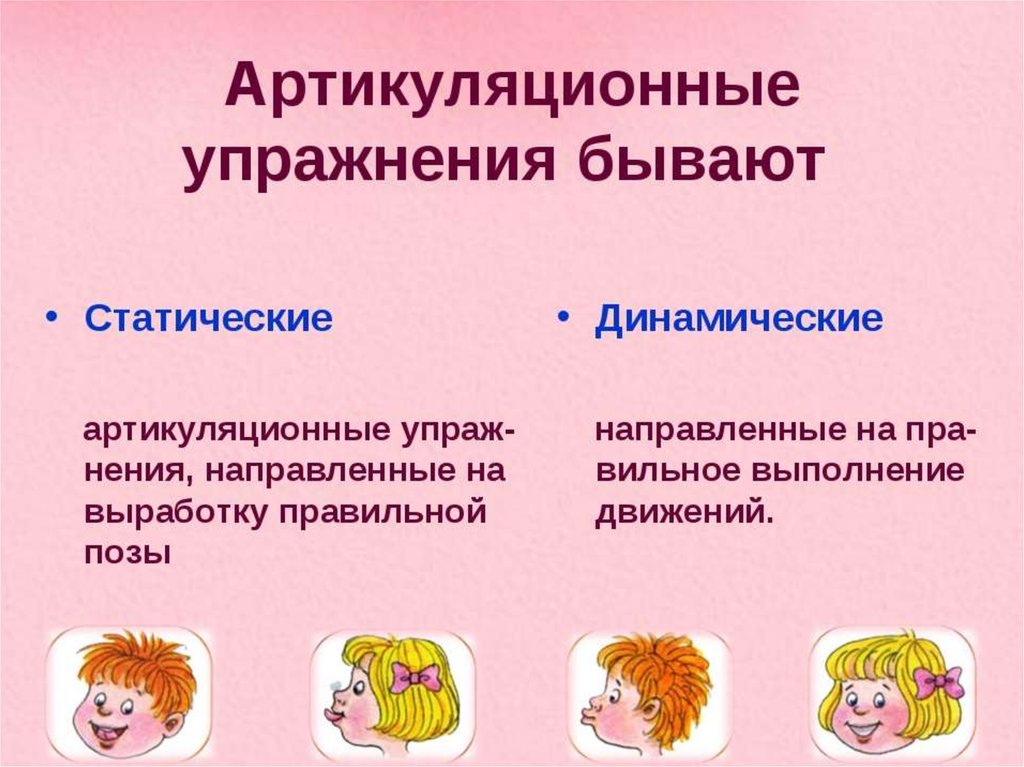 Артикуляционные
упражнения бывают
• Статические
артикуляционные упраж-
нения, направленные на
выработку правильной
позы
• Динамические
направленные на пра-
вильное выполнение
движений.